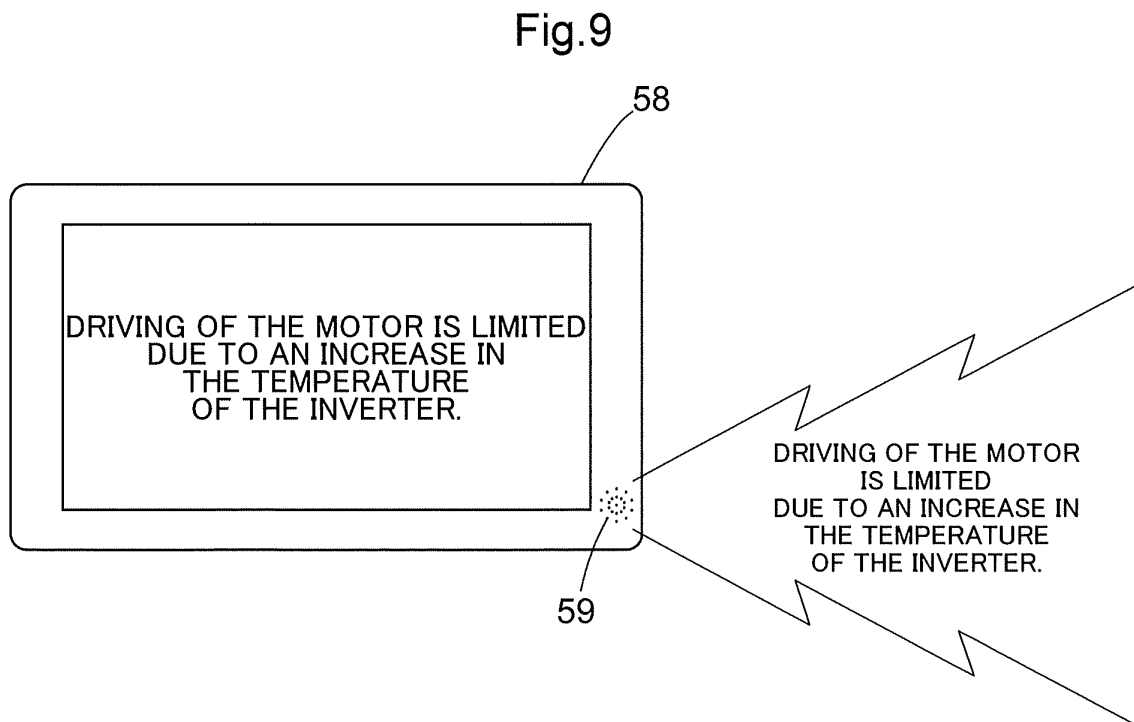 Fig.9
58
DRIVING OF THE MOTOR IS LIMITED
DUE TO AN INCREASE IN
THE TEMPERATURE
OF THE INVERTER.
DRIVING OF THE MOTOR
IS LIMITED
DUE TO AN INCREASE IN
THE TEMPERATURE
OF THE INVERTER.
59